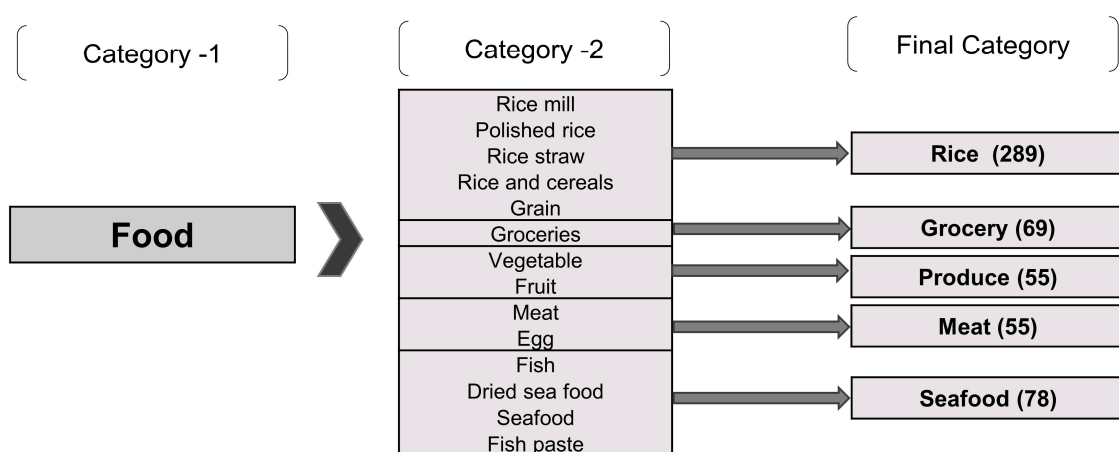 Category -1
Category -2
Final Category
Food
Rice mill
Polished rice
Rice straw
Rice and cereals
Grain
Groceries
Vegetable
Fruit
Meat
Egg
Fish
Dried sea food
Seafood
Fish paste
Rice (289)
Grocery (69)
Produce (55)
Meat (55)
Seafood (78)